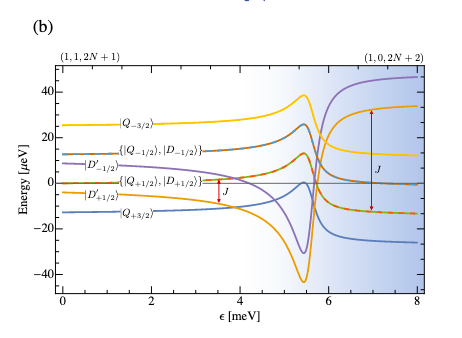 (b)
(1, 1, 2N + 1) (1, 0, 2N + 2)
40
|Q−3/2⟩
20
{|Q−1/2⟩, |D−1/2⟩}
|D′−1/2⟩
{|Q+1/2⟩, |D+1/2⟩}
0
J
J
|D′+1/2⟩
|Q+3/2⟩
−20
−40
Energy [μeV]
0 2 4 6 8
ϵ [meV]